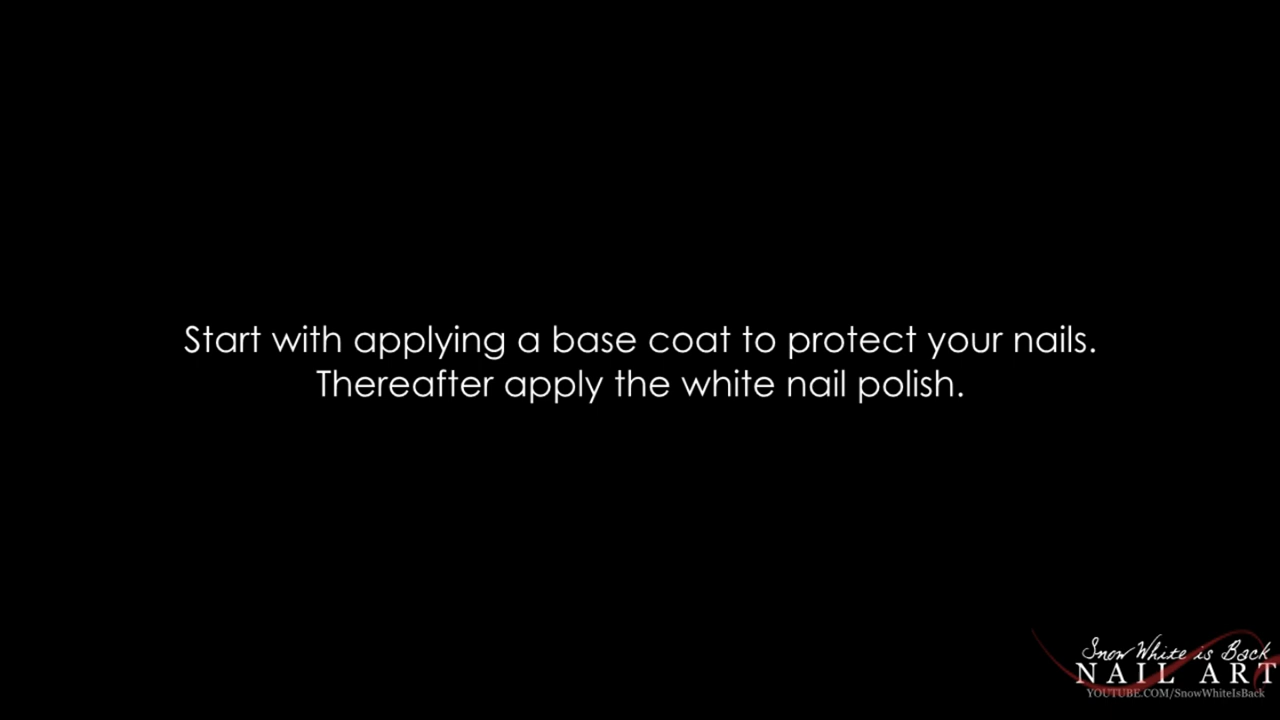 Start with applying a base coat to protect your nails.
Thereafter apply the white nail polish.
Snow White is Back
NAIL ART
YOUTUBE.COM/SnowWhiteIsBack